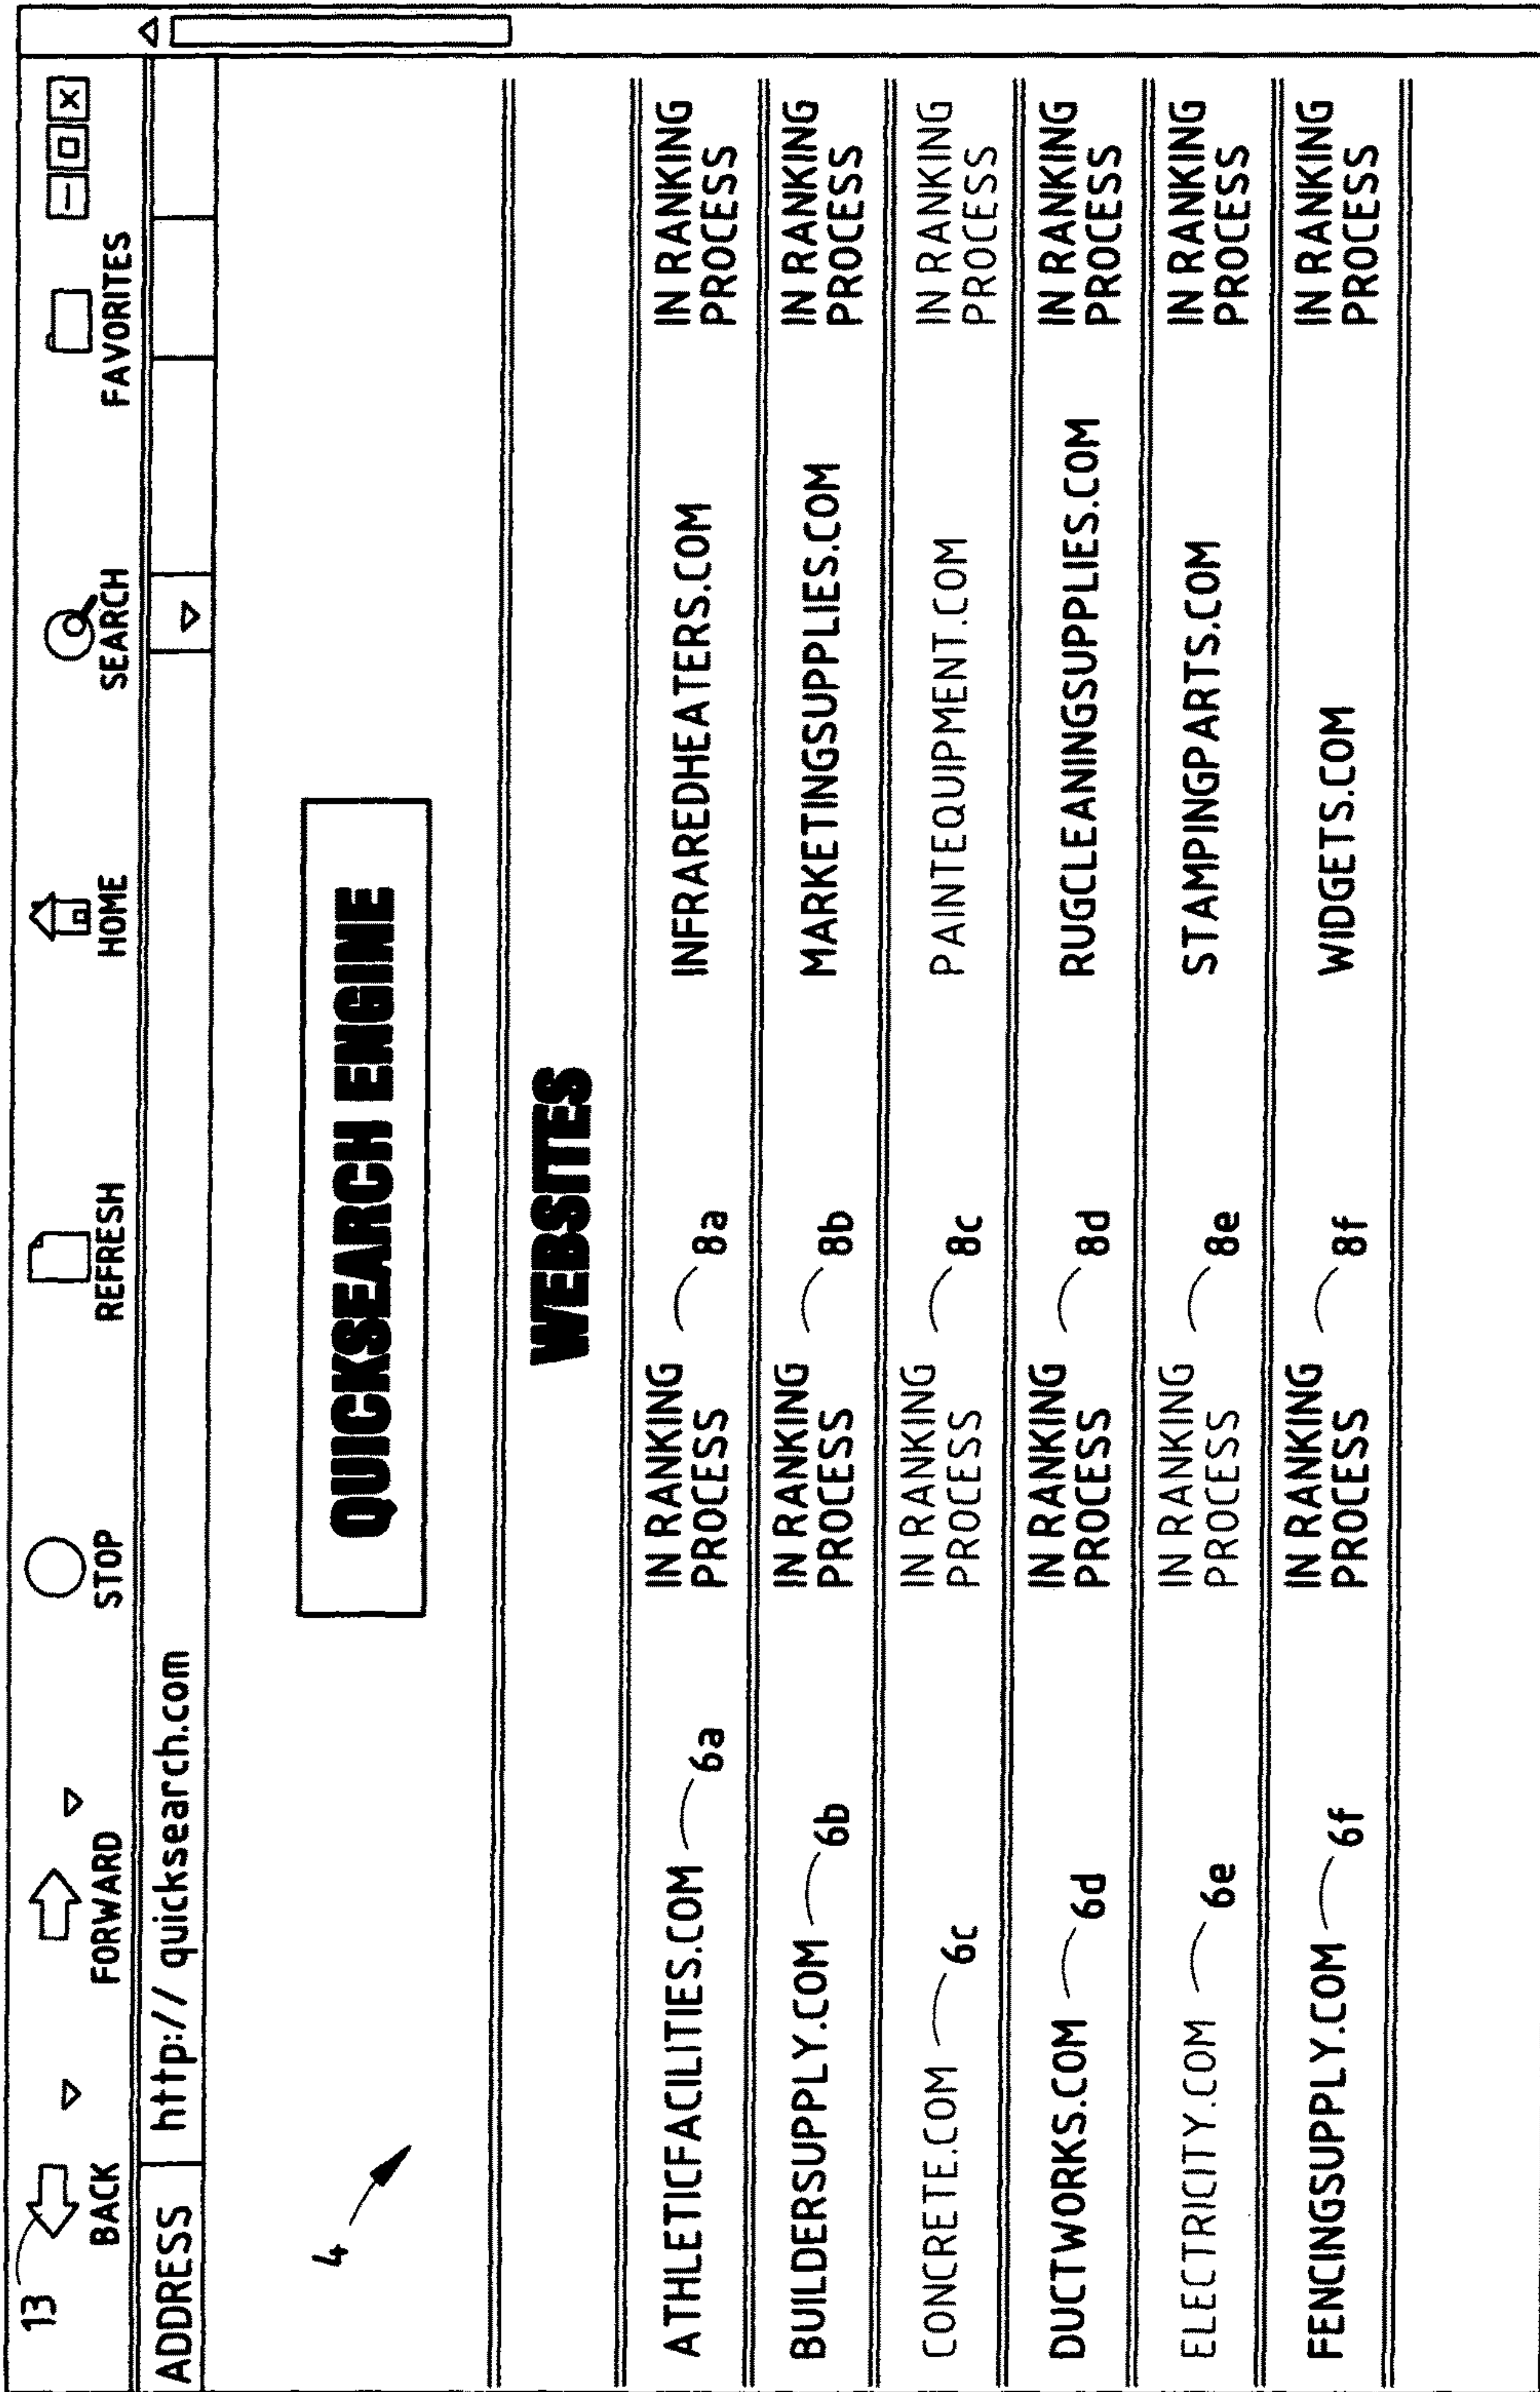 13
BACK FORWARD STOP REFRESH HOME SEARCH FAVORITES
ADDRESS http:// quicksearch.com
4
QUICKSEARCH ENGINE
WEBSITES
ATHLETICFACILITIES.COM 6a IN RANKING PROCESS 8a INFRAREDHEATERS.COM IN RANKING PROCESS
BUILDERSUPPLY.COM 6b IN RANKING PROCESS 8b MARKETINGSUPPLIES.COM IN RANKING PROCESS
CONCRETE.COM 6c IN RANKING PROCESS 8c PAINTEQUIPMENT.COM IN RANKING PROCESS
DUCTWORKS.COM 6d IN RANKING PROCESS 8d RUGCLEANINGSUPPLIES.COM IN RANKING PROCESS
ELECTRICITY.COM 6e IN RANKING PROCESS 8e STAMPINGPARTS.COM IN RANKING PROCESS
FENCINGSUPPLY.COM 6f IN RANKING PROCESS 8f WIDGETS.COM IN RANKING PROCESS